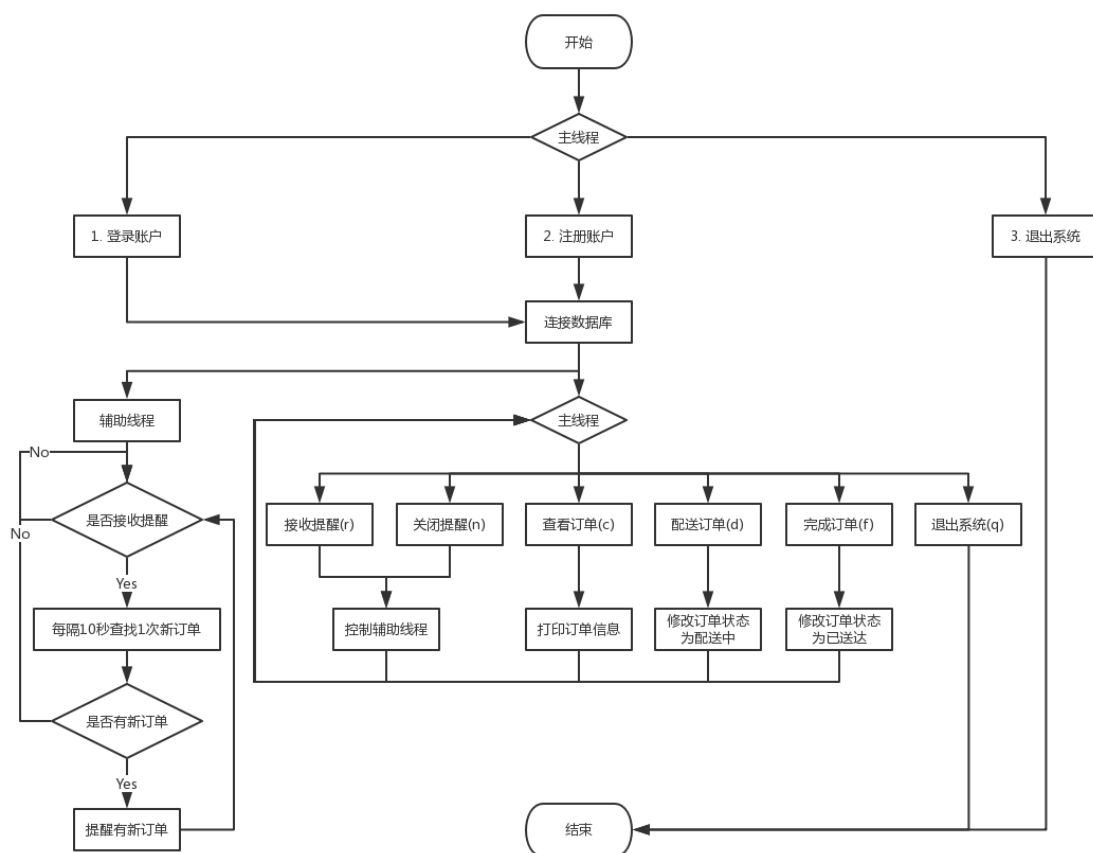 开始
主线程
1. 登录账户
2. 注册账户
3. 退出系统
连接数据库
辅助线程
主线程
No
是否接收提醒
接收提醒(r)
关闭提醒(n)
查看订单(c)
配送订单(d)
完成订单(f)
退出系统(q)
No
Yes
每隔10秒查找1次新订单
控制辅助线程
打印订单信息
修改订单状态
为配送中
修改订单状态
为已送达
是否有新订单
Yes
提醒有新订单
结束